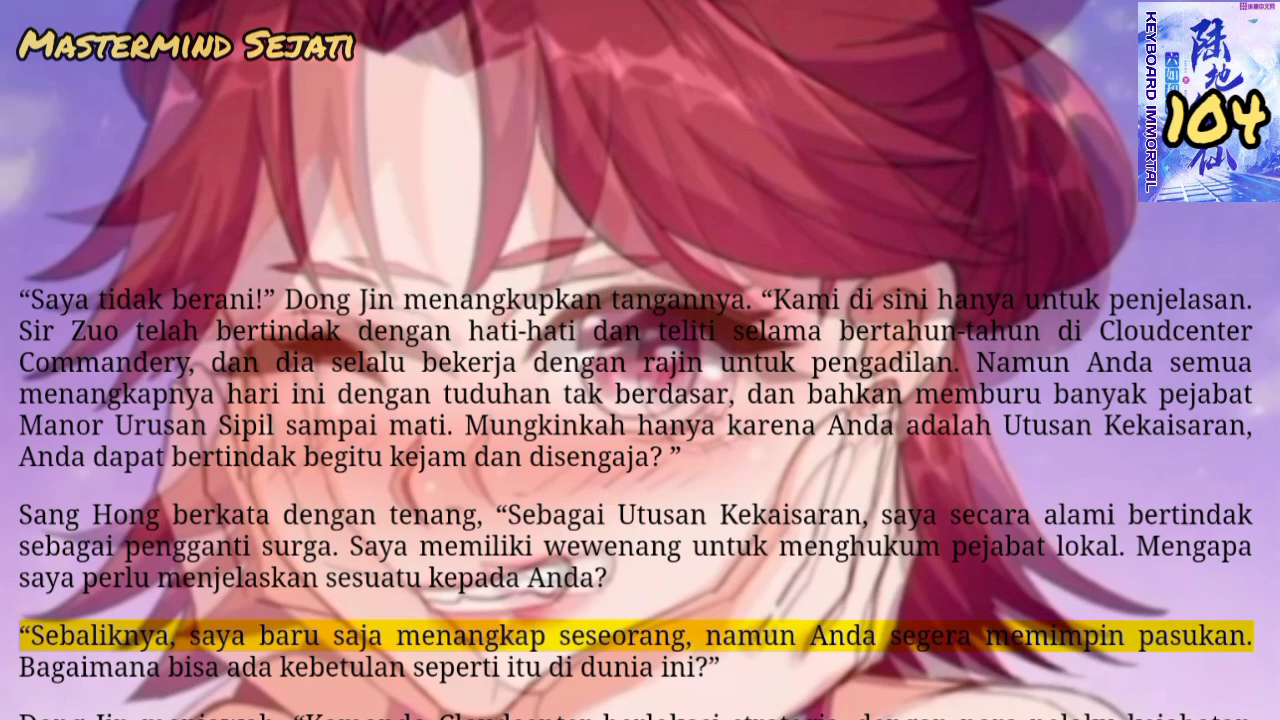 Mastermind Sejati
KEYBOARD IMMORTAL
陆地
仙
104
“Saya tidak berani!” Dong Jin menangkupkan tangannya. “Kami di sini hanya untuk penjelasan.
Sir Zuo telah bertindak dengan hati-hati dan teliti selama bertahun-tahun di Cloudcenter
Commandery, dan dia selalu bekerja dengan rajin untuk pengadilan. Namun Anda semua
menangkapnya hari ini dengan tuduhan tak berdasar, dan bahkan memburu banyak pejabat
Manor Urusan Sipil sampai mati. Mungkinkah hanya karena Anda adalah Utusan Kekaisaran,
Anda dapat bertindak begitu kejam dan disengaja? ”
Sang Hong berkata dengan tenang, “Sebagai Utusan Kekaisaran, saya secara alami bertindak
sebagai pengganti surga. Saya memiliki wewenang untuk menghukum pejabat lokal. Mengapa
saya perlu menjelaskan sesuatu kepada Anda?
“Sebaliknya, saya baru saja menangkap seseorang, namun Anda segera memimpin pasukan.
Bagaimana bisa ada kebetulan seperti itu di dunia ini?”